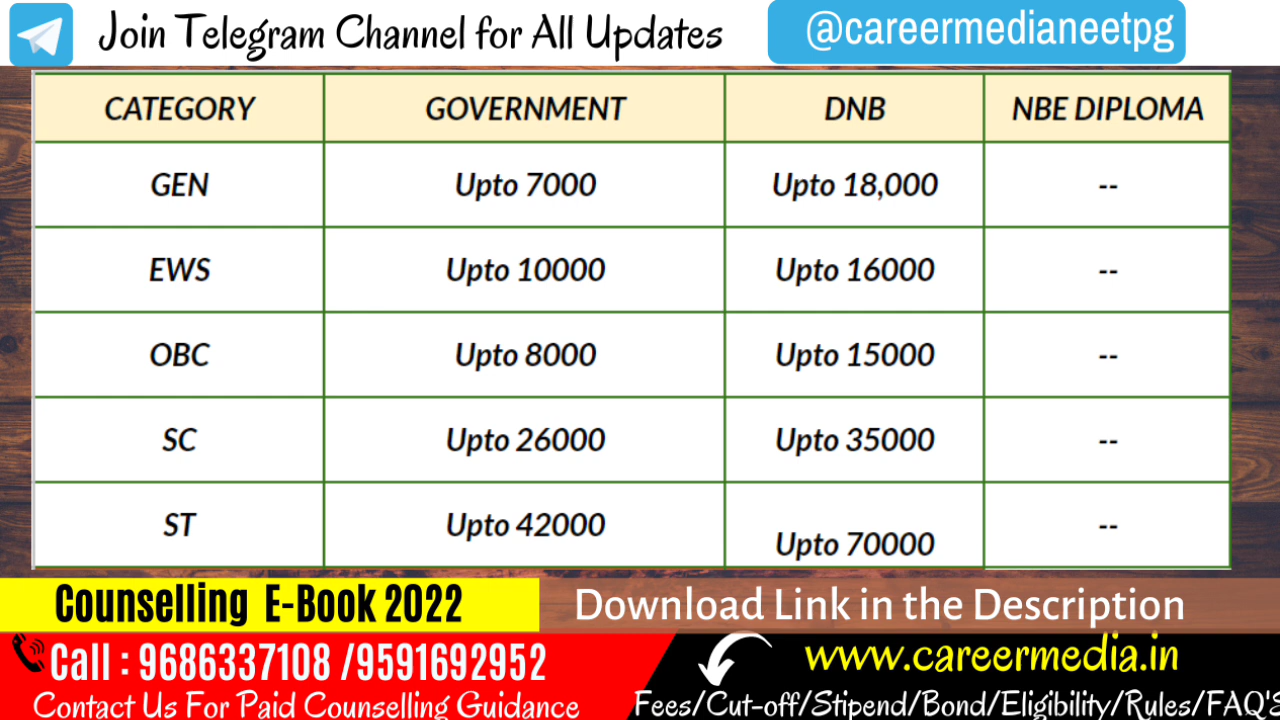 Join Telegram Channel for All Updates @careermedianeetpg
CATEGORY GOVERNMENT DNB NBE DIPLOMA
GEN Upto 7000 Upto 18,000 --
EWS Upto 10000 Upto 16000 --
OBC Upto 8000 Upto 15000 --
SC Upto 26000 Upto 35000 --
ST Upto 42000 Upto 70000 --
Counselling E-Book 2022 Download Link in the Description
Call : 9686337108 /9591692952 www.careermedia.in
Contact Us For Paid Counselling Guidance Fees/Cut-off/Stipend/Bond/Eligibility/Rules/FAQ'S